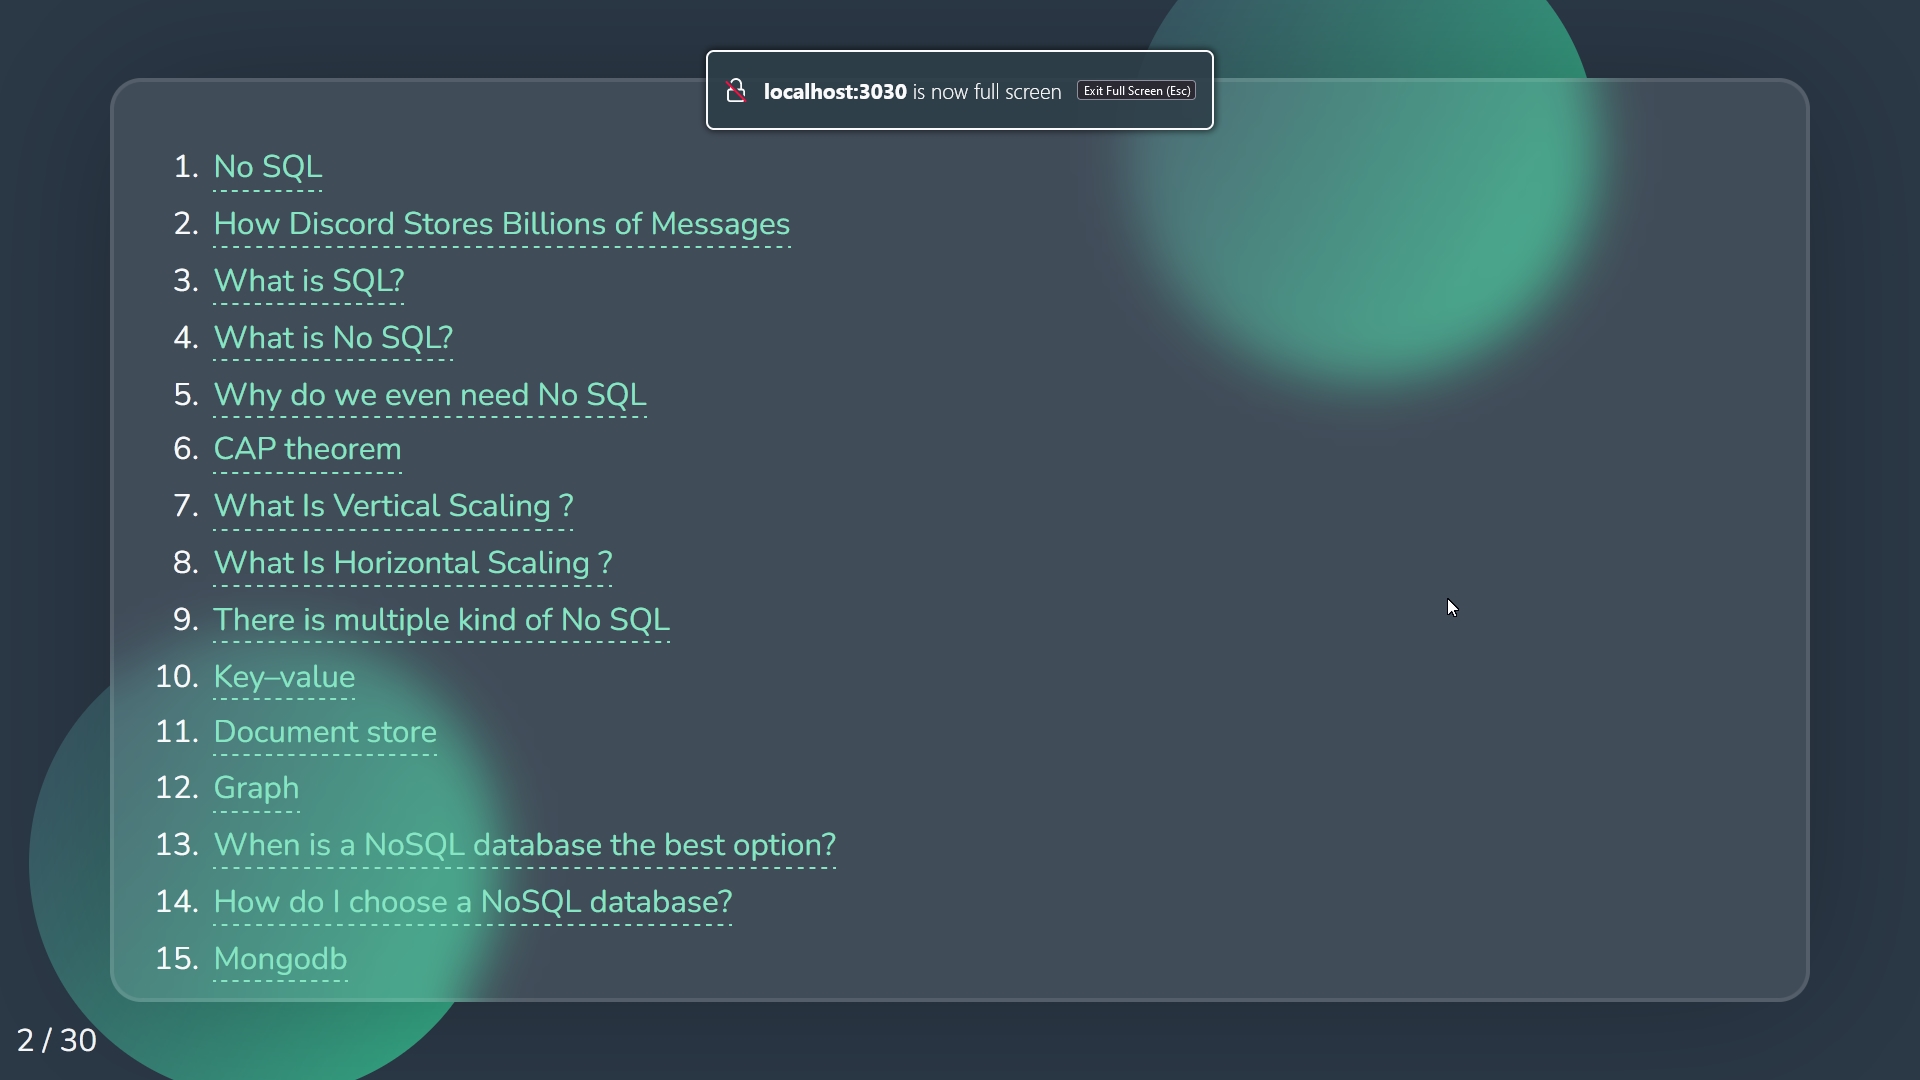 localhost:3030 is now full screen Exit Full Screen (Esc)
1. No SQL
2. How Discord Stores Billions of Messages
3. What is SQL?
4. What is No SQL?
5. Why do we even need No SQL
6. CAP theorem
7. What Is Vertical Scaling ?
8. What Is Horizontal Scaling ?
9. There is multiple kind of No SQL
10. Key–value
11. Document store
12. Graph
13. When is a NoSQL database the best option?
14. How do I choose a NoSQL database?
15. Mongodb
2 / 30